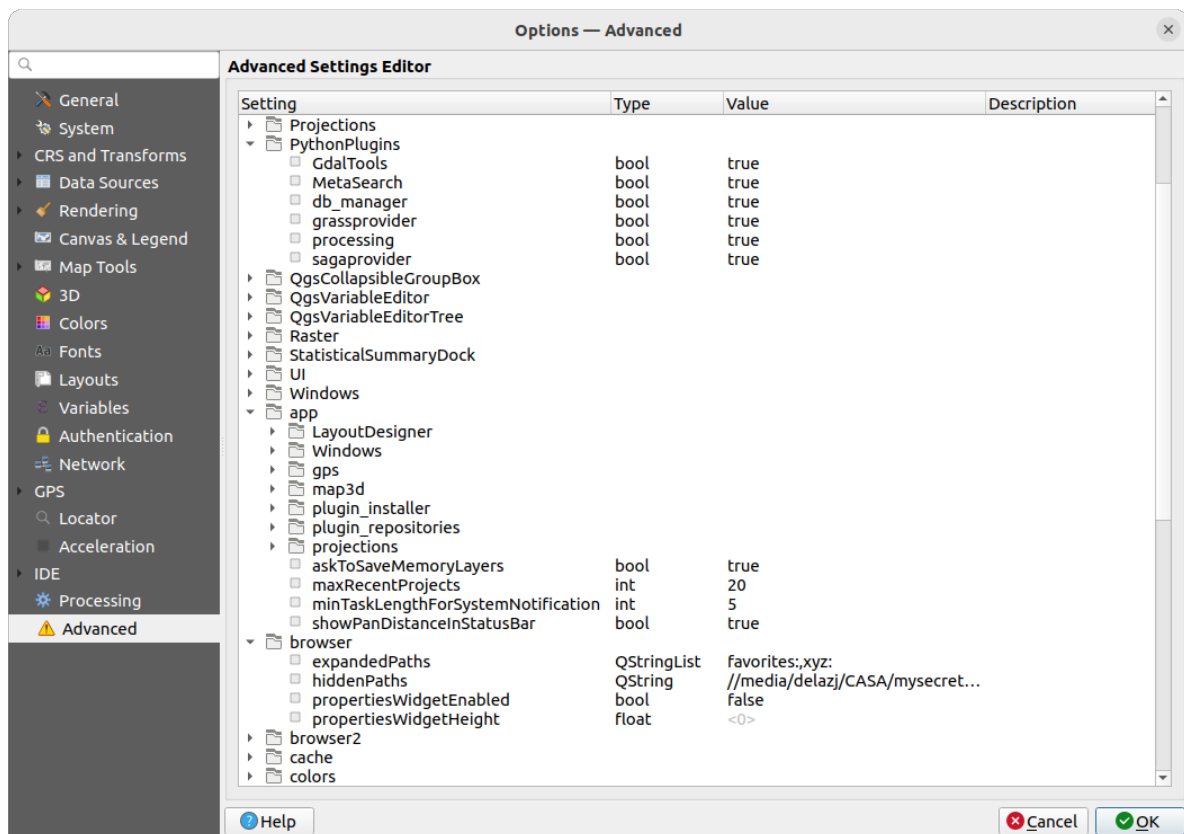 Options — Advanced
General
System
CRS and Transforms
Data Sources
Rendering
Canvas & Legend
Map Tools
3D
Colors
Aa Fonts
Layouts
Variables
Authentication
Network
GPS
Locator
Acceleration
IDE
Processing
Advanced
Advanced Settings Editor
Setting Type Value Description
Projections
PythonPlugins
GdalTools bool true
MetaSearch bool true
db_manager bool true
grassprovider bool true
processing bool true
sagaprovider bool true
QgsCollapsibleGroupBox
QgsVariableEditor
QgsVariableEditorTree
Raster
StatisticalSummaryDock
UI
Windows
app
LayoutDesigner
Windows
gps
map3d
plugin_installer
plugin_repositories
projections
askToSaveMemoryLayers bool true
maxRecentProjects int 20
minTaskLengthForSystemNotification int 5
showPanDistanceInStatusBar bool true
browser
expandedPaths QStringList favorites:,xyz:
hiddenPaths QString //media/delazj/CASA/mysecret...
propertiesWidgetEnabled bool false
propertiesWidgetHeight float <0>
browser2
cache
colors
Help Cancel OK